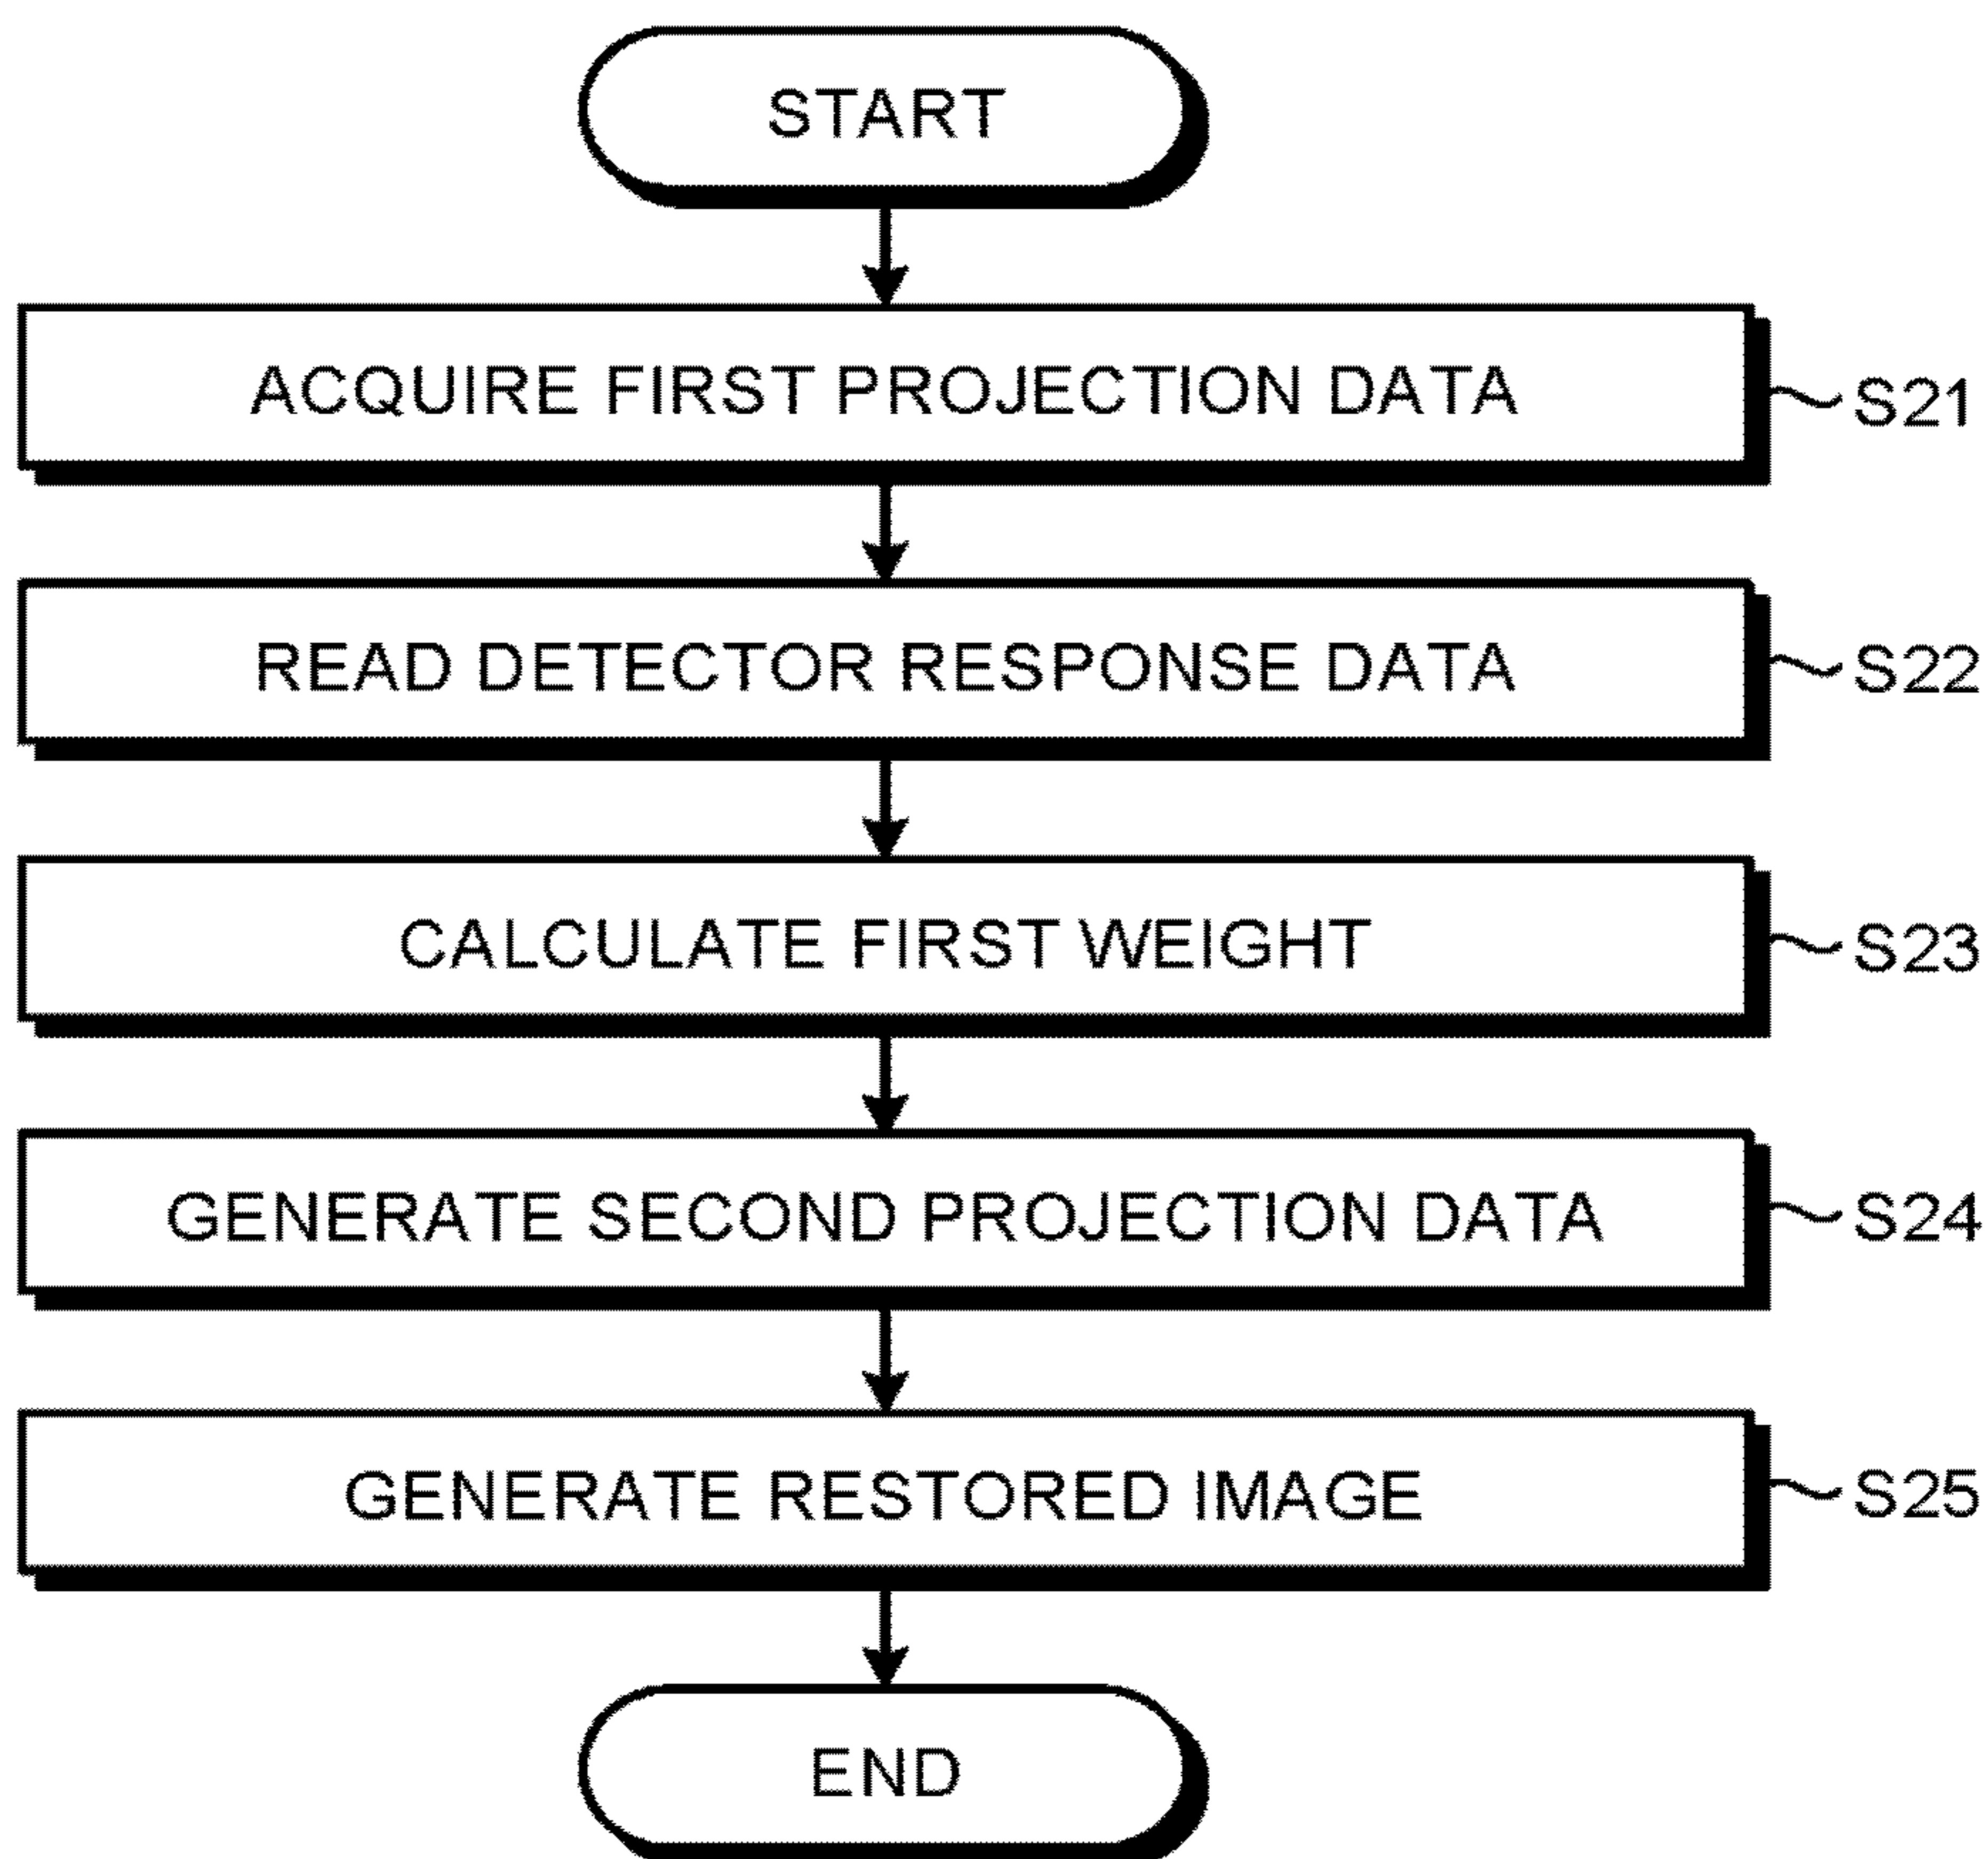 START
ACQUIRE FIRST PROJECTION DATA S21
READ DETECTOR RESPONSE DATA S22
CALCULATE FIRST WEIGHT S23
GENERATE SECOND PROJECTION DATA S24
GENERATE RESTORED IMAGE S25
END